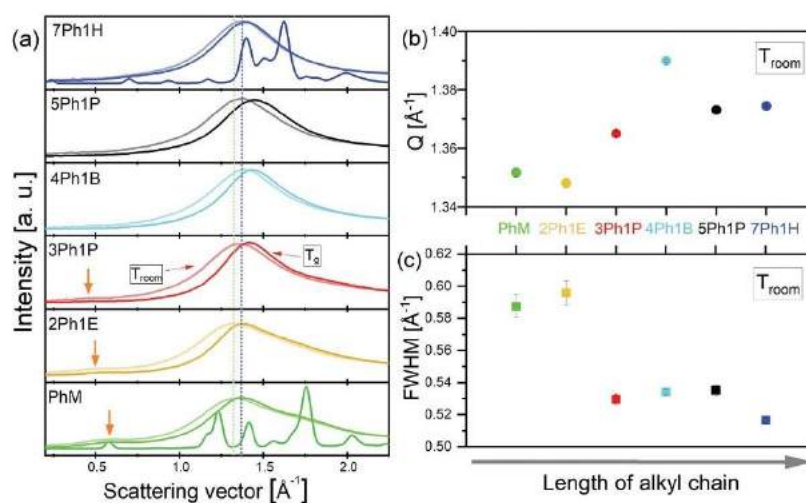 (a)
7Ph1H
5Ph1P
4Ph1B
3Ph1P
T_room
T_g
2Ph1E
PhM
Intensity [a. u.]
0.5 1.0 1.5 2.0
Scattering vector [Å⁻¹]
(b)
T_room
1.40
1.38
1.36
1.34
Q [Å⁻¹]
PhM 2Ph1E 3Ph1P 4Ph1B 5Ph1P 7Ph1H
(c)
T_room
0.62
0.60
0.58
0.56
0.54
0.52
0.50
FWHM [Å⁻¹]
Length of alkyl chain